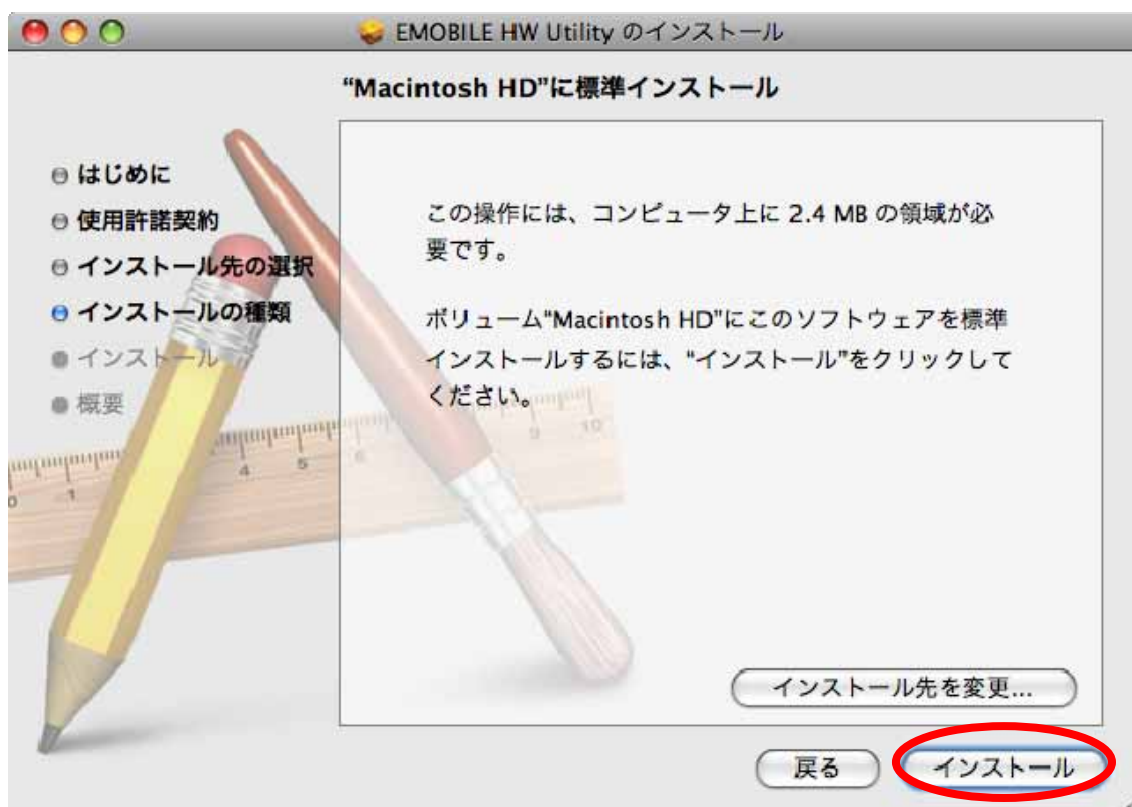 EMOBILE HW Utility のインストール
“Macintosh HD”に標準インストール
はじめに
使用許諾契約
インストール先の選択
インストールの種類
インストール
概要
この操作には、コンピュータ上に 2.4 MB の領域が必
要です。
ボリューム“Macintosh HD”にこのソフトウェアを標準
インストールするには、“インストール”をクリックして
ください。
0 1 4 5 6 9 10
インストール先を変更...
戻る インストール